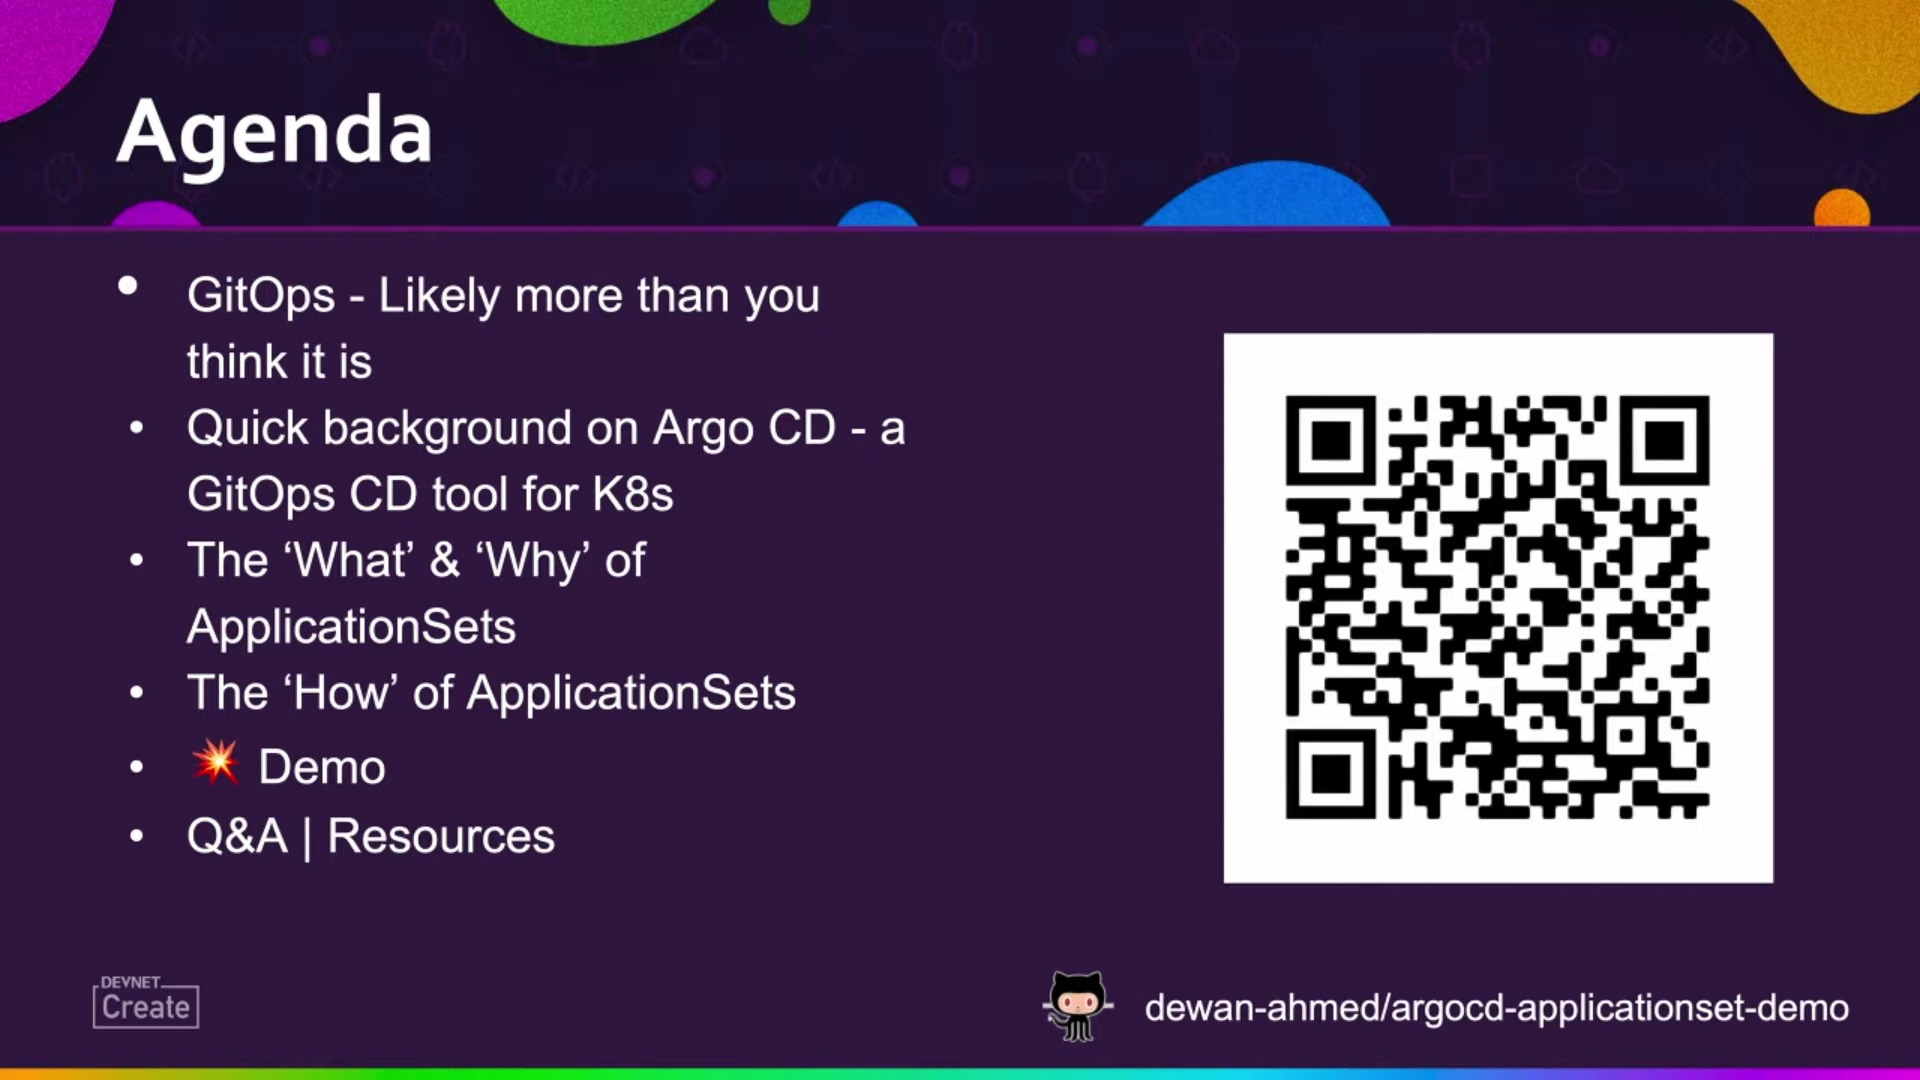 Agenda
• GitOps - Likely more than you
think it is
• Quick background on Argo CD - a
GitOps CD tool for K8s
• The ‘What’ & ‘Why’ of
ApplicationSets
• The ‘How’ of ApplicationSets
• 💥 Demo
• Q&A | Resources
DEVNET
Create
dewan-ahmed/argocd-applicationset-demo